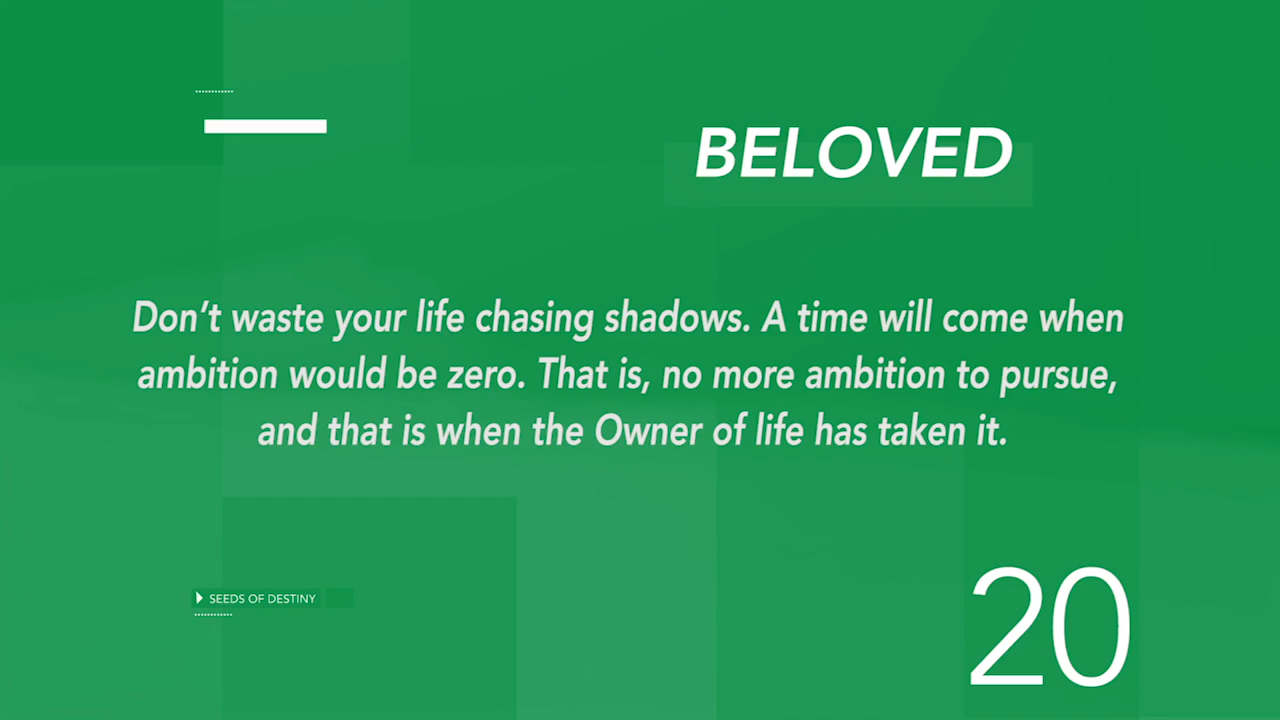 BELOVED
Don’t waste your life chasing shadows. A time will come when
ambition would be zero. That is, no more ambition to pursue,
and that is when the Owner of life has taken it.
SEEDS OF DESTINY
20